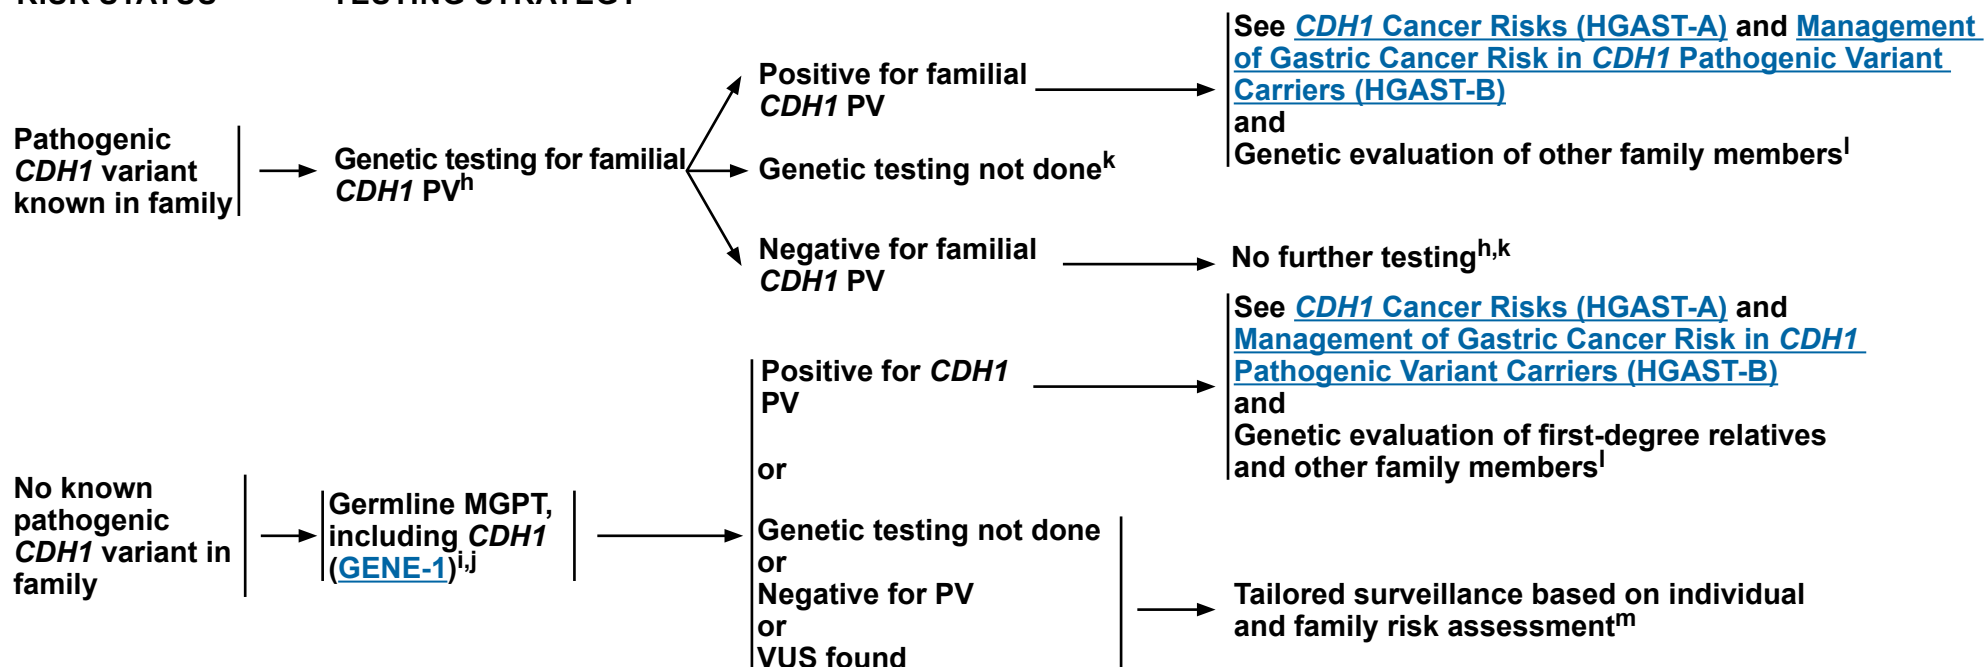 RISK STATUS
TESTING STRATEGY
Pathogenic
CDH1 variant
known in family
Genetic testing for familial
CDH1 PVh
Positive for familial
CDH1 PV
See CDH1 Cancer Risks (HGAST-A) and Management
of Gastric Cancer Risk in CDH1 Pathogenic Variant
Carriers (HGAST-B)
and
Genetic evaluation of other family membersl
Genetic testing not donek
Negative for familial
CDH1 PV
No further testingh,k
No known
pathogenic
CDH1 variant in
family
Germline MGPT,
including CDH1
(GENE-1)i,j
Positive for CDH1
PV
See CDH1 Cancer Risks (HGAST-A) and
Management of Gastric Cancer Risk in CDH1
Pathogenic Variant Carriers (HGAST-B)
and
Genetic evaluation of first-degree relatives
and other family membersl
or
Genetic testing not done
or
Negative for PV
or
VUS found
Tailored surveillance based on individual
and family risk assessmentm